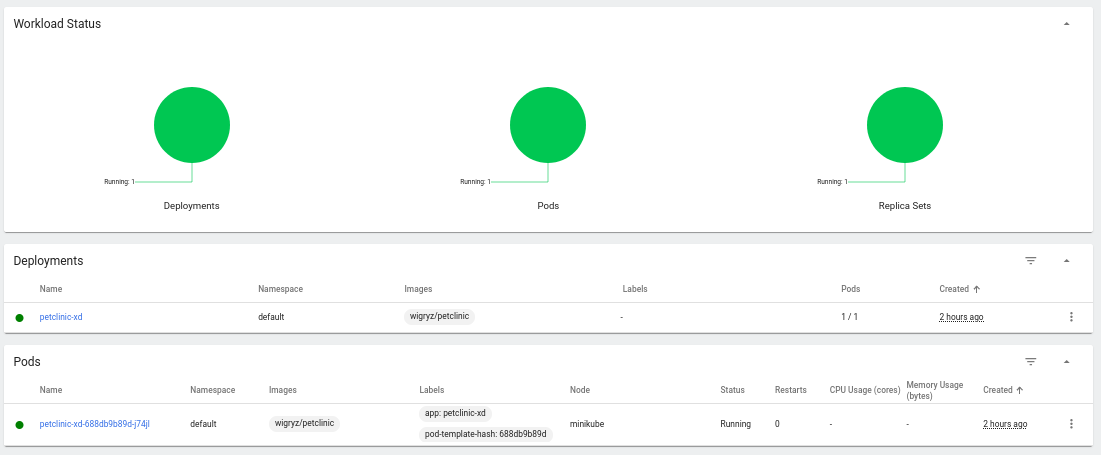 Workload Status
Running: 1
Running: 1
Running: 1
Deployments
Pods
Replica Sets
Deployments
Name Namespace Images Labels Pods Created
petclinic-xd default wigryz/petclinic - 1 / 1 2 hours ago
Pods
Name Namespace Images Labels Node Status Restarts CPU Usage (cores) Memory Usage (bytes) Created
petclinic-xd-688db9b89d-j74jl default wigryz/petclinic app: petclinic-xd minikube Running 0 - - 2 hours ago
pod-template-hash: 688db9b89d